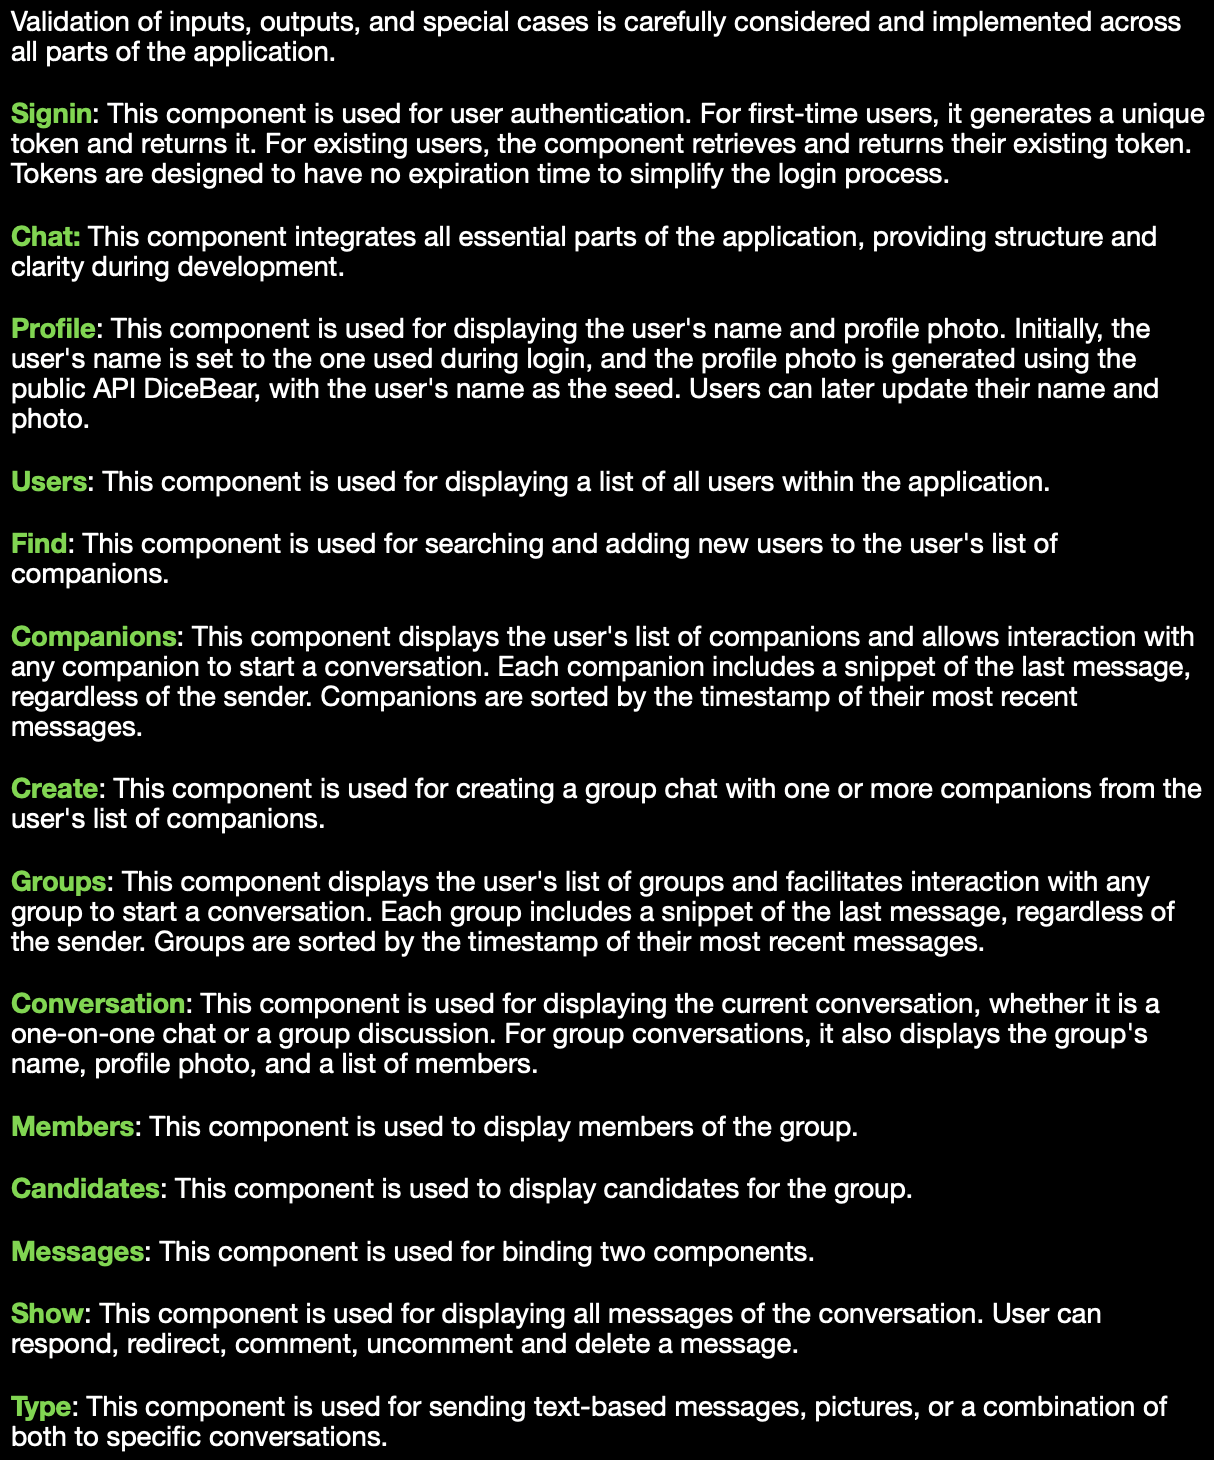 Validation of inputs, outputs, and special cases is carefully considered and implemented across
all parts of the application.
Signin: This component is used for user authentication. For first-time users, it generates a unique
token and returns it. For existing users, the component retrieves and returns their existing token.
Tokens are designed to have no expiration time to simplify the login process.
Chat: This component integrates all essential parts of the application, providing structure and
clarity during development.
Profile: This component is used for displaying the user's name and profile photo. Initially, the
user's name is set to the one used during login, and the profile photo is generated using the
public API DiceBear, with the user's name as the seed. Users can later update their name and
photo.
Users: This component is used for displaying a list of all users within the application.
Find: This component is used for searching and adding new users to the user's list of
companions.
Companions: This component displays the user's list of companions and allows interaction with
any companion to start a conversation. Each companion includes a snippet of the last message,
regardless of the sender. Companions are sorted by the timestamp of their most recent
messages.
Create: This component is used for creating a group chat with one or more companions from the
user's list of companions.
Groups: This component displays the user's list of groups and facilitates interaction with any
group to start a conversation. Each group includes a snippet of the last message, regardless of
the sender. Groups are sorted by the timestamp of their most recent messages.
Conversation: This component is used for displaying the current conversation, whether it is a
one-on-one chat or a group discussion. For group conversations, it also displays the group's
name, profile photo, and a list of members.
Members: This component is used to display members of the group.
Candidates: This component is used to display candidates for the group.
Messages: This component is used for binding two components.
Show: This component is used for displaying all messages of the conversation. User can
respond, redirect, comment, uncomment and delete a message.
Type: This component is used for sending text-based messages, pictures, or a combination of
both to specific conversations.